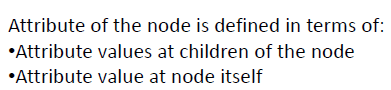 Attribute of the node is defined in terms of:
•Attribute values at children of the node
•Attribute value at node itself